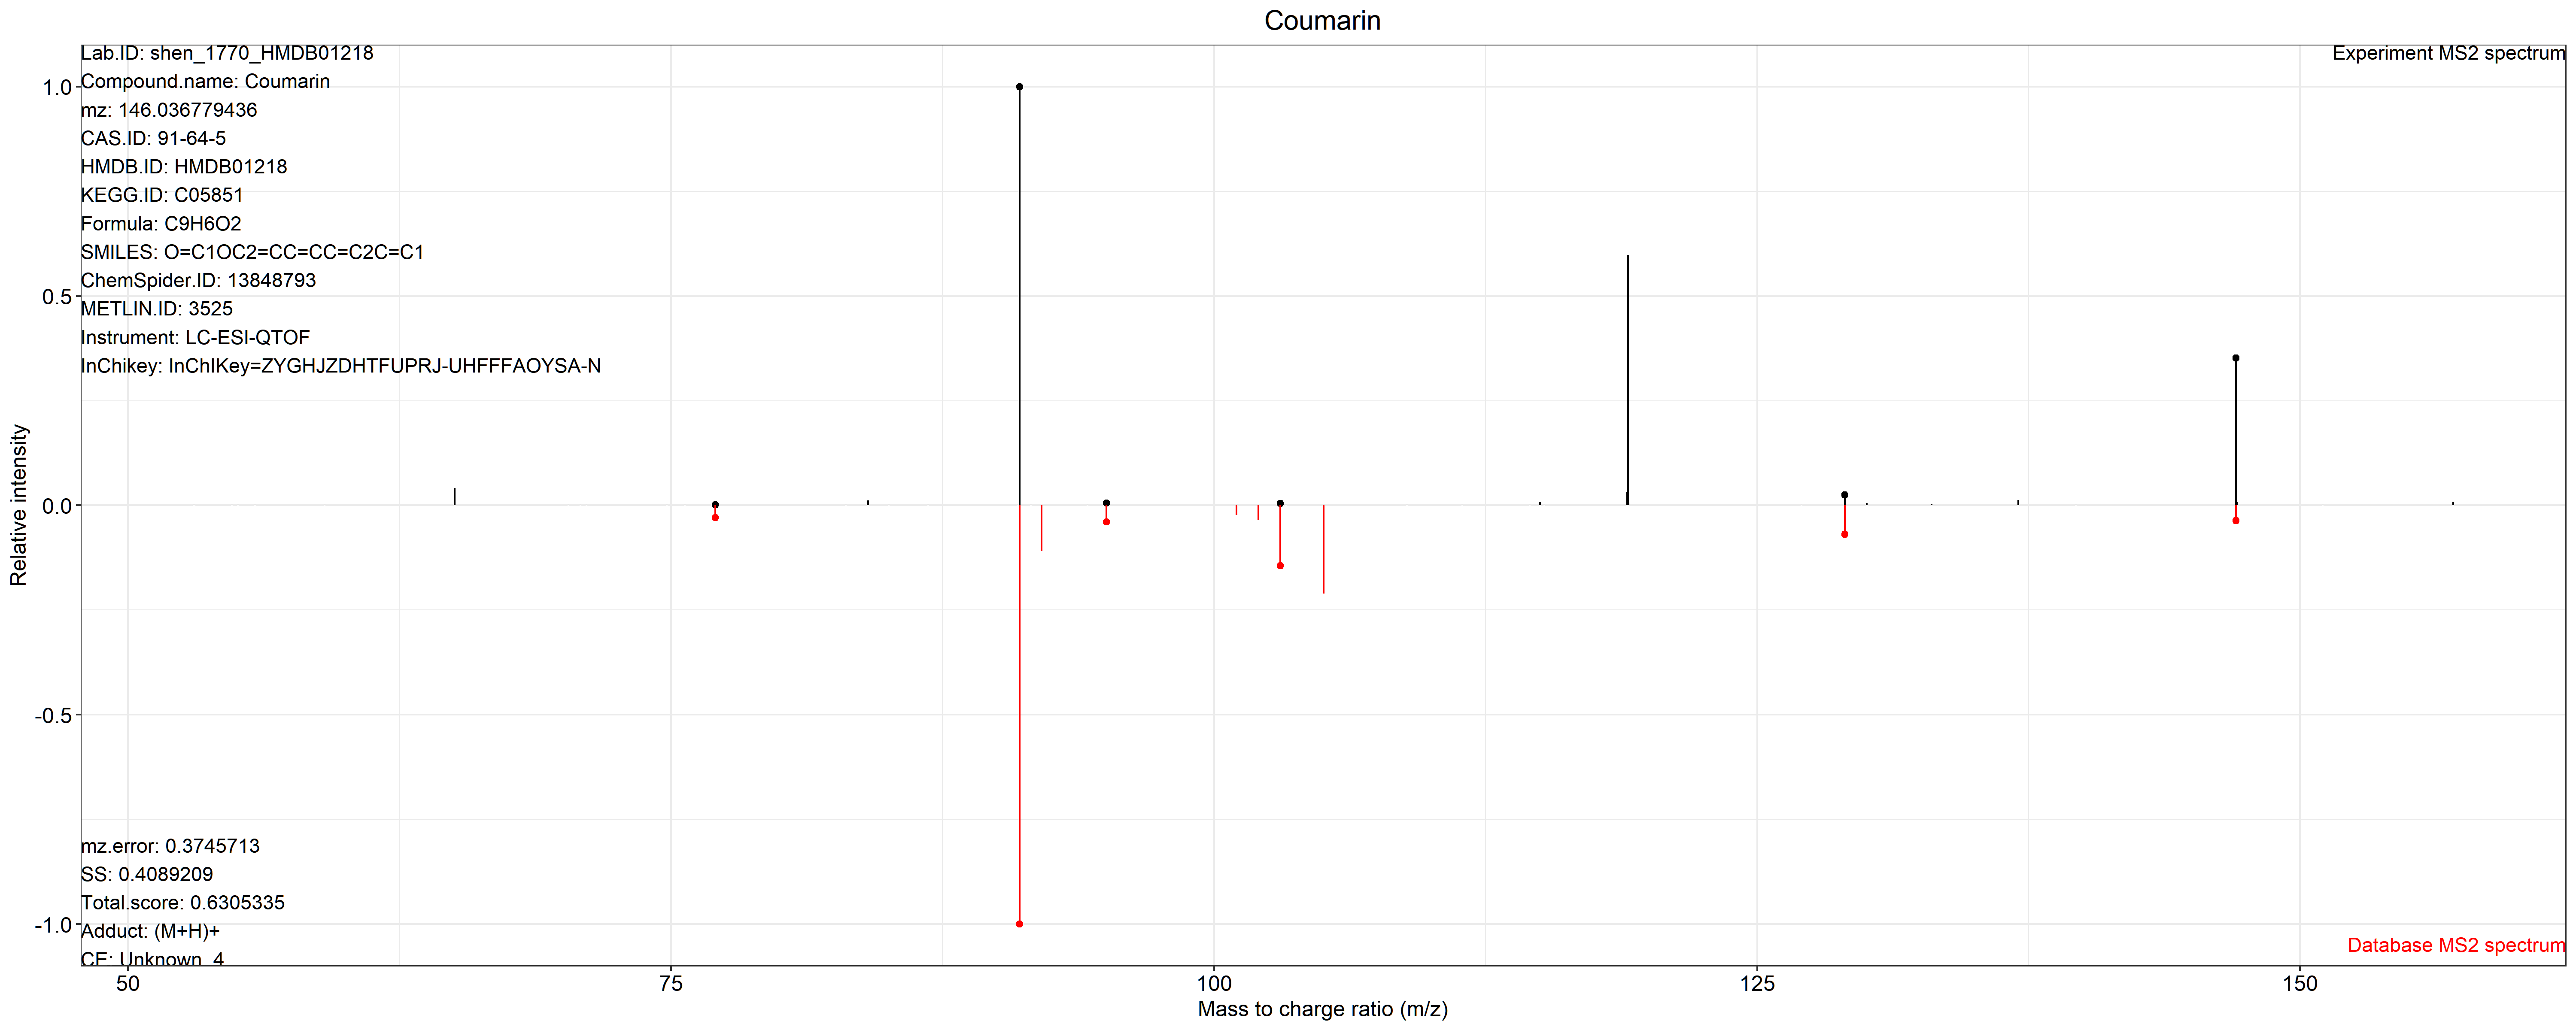 Coumarin
Lab.ID: shen_1770_HMDB01218
Experiment MS2 spectrum
Compound.name: Coumarin
mz: 146.036779436
CAS.ID: 91-64-5
HMDB.ID: HMDB01218
KEGG.ID: C05851
Formula: C9H6O2
SMILES: O=C1OC2=CC=CC=C2C=C1
ChemSpider.ID: 13848793
METLIN.ID: 3525
Instrument: LC-ESI-QTOF
InChikey: InChIKey=ZYGHJZDHTFUPRJ-UHFFFAOYSA-N
1.0
0.5
0.0
-0.5
-1.0
Relative intensity
mz.error: 0.3745713
SS: 0.4089209
Total.score: 0.6305335
Adduct: (M+H)+
CE: Unknown_4
Database MS2 spectrum
50 75 100 125 150
Mass to charge ratio (m/z)